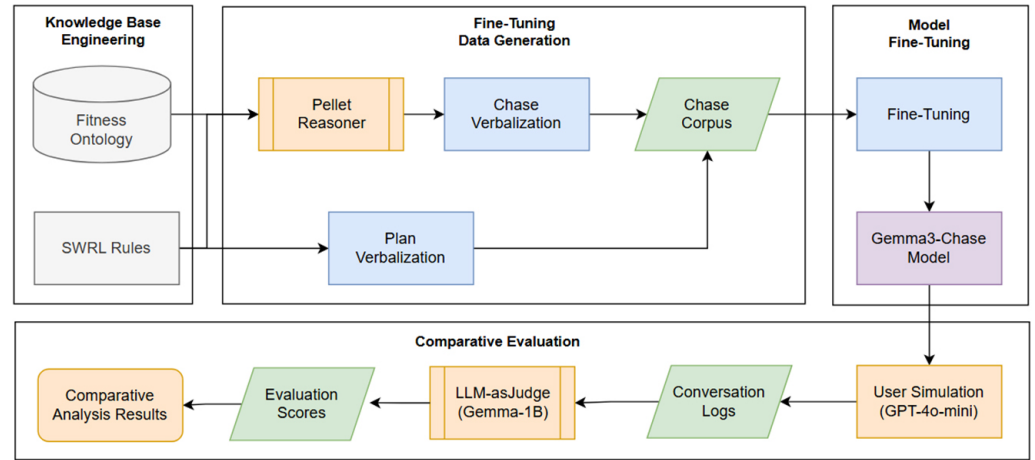 Knowledge Base
Engineering
Fitness
Ontology
SWRL Rules
Fine-Tuning
Data Generation
Pellet
Reasoner
Chase
Verbalization
Chase
Corpus
Plan
Verbalization
Model
Fine-Tuning
Fine-Tuning
Gemma3-Chase
Model
Comparative Evaluation
Comparative
Analysis Results
Evaluation
Scores
LLM-asJudge
(Gemma-1B)
Conversation
Logs
User Simulation
(GPT-4o-mini)